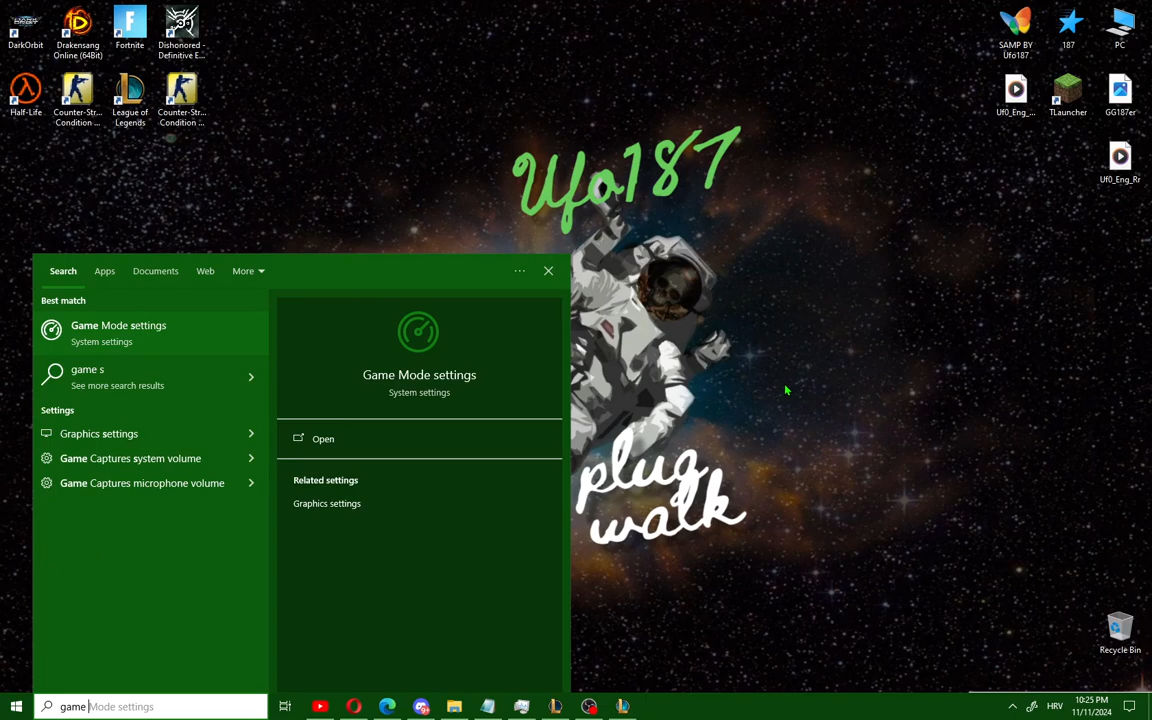 DarkOrbit
Drakensang
Online (64Bit)
Fortnite
Dishonored -
Definitive E...
Half-Life
Counter-Str...
Condition ...
League of
Legends
Counter-Str...
Condition ...
SAMP BY
Ufo187
187
PC
Uf0_Eng_...
TLauncher
GG187er
Uf0_Eng_Rr
Ufo187
plug
walk
Search
Apps
Documents
Web
More
Best match
Game Mode settings
System settings
game s
See more search results
Settings
Graphics settings
Game Captures system volume
Game Captures microphone volume
Game Mode settings
System settings
Open
Related settings
Graphics settings
Recycle Bin
game Mode settings
HRV
10:25 PM
11/11/2024